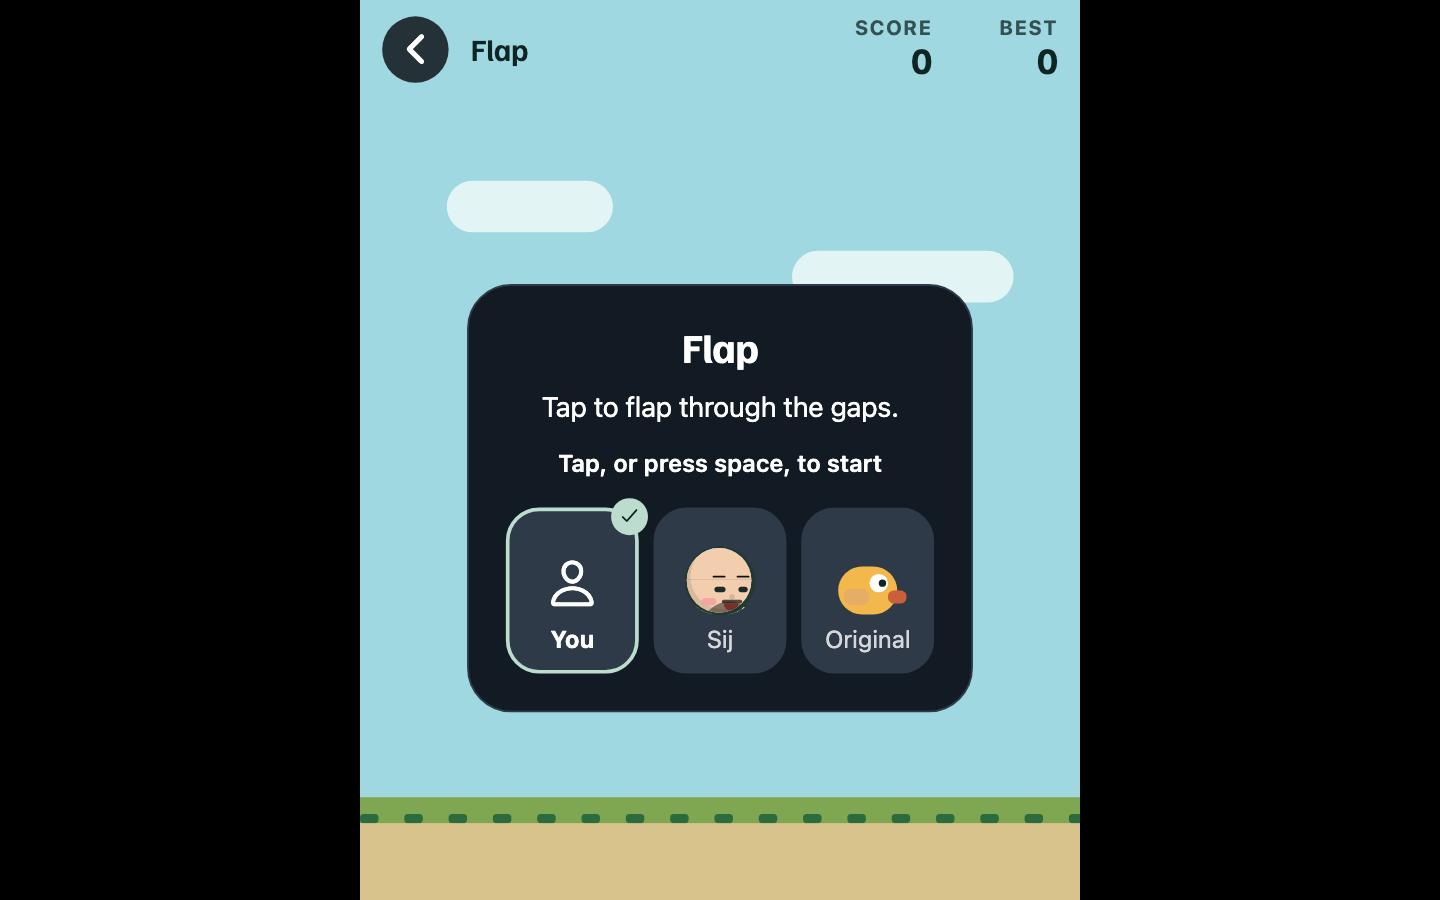 Flap
SCORE
0
BEST
0
Flap
Tap to flap through the gaps.
Tap, or press space, to start
You
Sij
Original